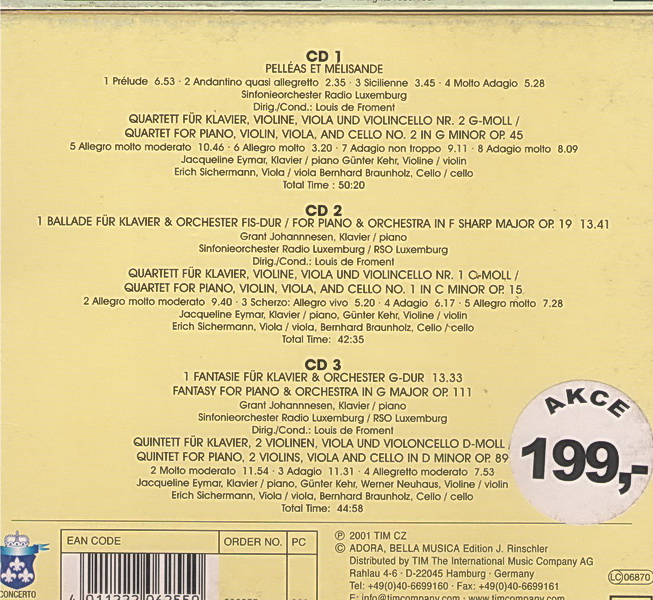 CD 1
PELLÉAS ET MÉLISANDE
1 Prélude 6.53 · 2 Andantino quasi allegretto 2.35 · 3 Sicilienne 3.45 · 4 Molto Adagio 5.28
Sinfonieorchester Radio Luxemburg
Dirig./Cond.: Louis de Froment
QUARTETT FÜR KLAVIER, VIOLINE, VIOLA UND VIOLINCELLO NR. 2 G-MOLL /
QUARTET FOR PIANO, VIOLIN, VIOLA, AND CELLO NO. 2 IN G MINOR OP. 45
5 Allegro molto moderato 10.46 · 6 Allegro molto 3.20 · 7 Adagio non troppo 9.11 · 8 Adagio molto 8.09
Jacqueline Eymar, Klavier / piano Günter Kehr, Violine / violin
Erich Sichermann, Viola / viola Bernhard Braunholz, Cello / cello
Total Time : 50:20
CD 2
1 BALLADE FÜR KLAVIER & ORCHESTER FIS-DUR / FOR PIANO & ORCHESTRA IN F SHARP MAJOR OP. 19 13.41
Grant Johannnesen, Klavier / piano
Sinfonieorchester Radio Luxemburg / RSO Luxemburg
Dirig./Cond.: Louis de Froment
QUARTETT FÜR KLAVIER, VIOLINE, VIOLA UND VIOLINCELLO NR. 1 C-MOLL /
QUARTET FOR PIANO, VIOLIN, VIOLA, AND CELLO NO. 1 IN C MINOR OP. 15
2 Allegro molto moderato 9.40 · 3 Scherzo: Allegro vivo 5.20 · 4 Adagio 6.17 · 5 Allegro molto 7.28
Jacqueline Eymar, Klavier / piano, Günter Kehr, Violine / violin
Erich Sichermann, Viola / viola, Bernhard Braunholz, Cello / cello
Total Time: 42:35
CD 3
1 FANTASIE FÜR KLAVIER & ORCHESTER G-DUR 13.33
FANTASY FOR PIANO & ORCHESTRA IN G MAJOR OP. 111
Grant Johannnesen, Klavier / piano
Sinfonieorchester Radio Luxemburg / RSO Luxemburg
Dirig./Cond.: Louis de Froment
QUINTETT FÜR KLAVIER, 2 VIOLINEN, VIOLA UND VIOLONCELLO D-MOLL /
QUINTET FOR PIANO, 2 VIOLINS, VIOLA AND CELLO IN D MINOR OP. 89
2 Molto moderato 11.54 · 3 Adagio 11.31 · 4 Allegretto moderato 7.53
Jacqueline Eymar, Klavier / piano, Günter Kehr, Werner Neuhaus, Violine / violin
Erich Sichermann, Viola / viola, Bernhard Braunholz, Cello / cello
Total Time: 44:58
AKCE
199,-
EAN CODE
ORDER NO.
PC
4 011222 062550
CONCERTO
℗ 2001 TIM CZ
© ADORA, BELLA MUSICA Edition J. Rinschler
Distributed by TIM The International Music Company AG
Rahlau 4-6 · D-22045 Hamburg · Germany
Tel: +49(0)40-6699160 · Fax: +49(0)40-6699161
E: info@timcompany.com · www.timcompany.com
LC 06870